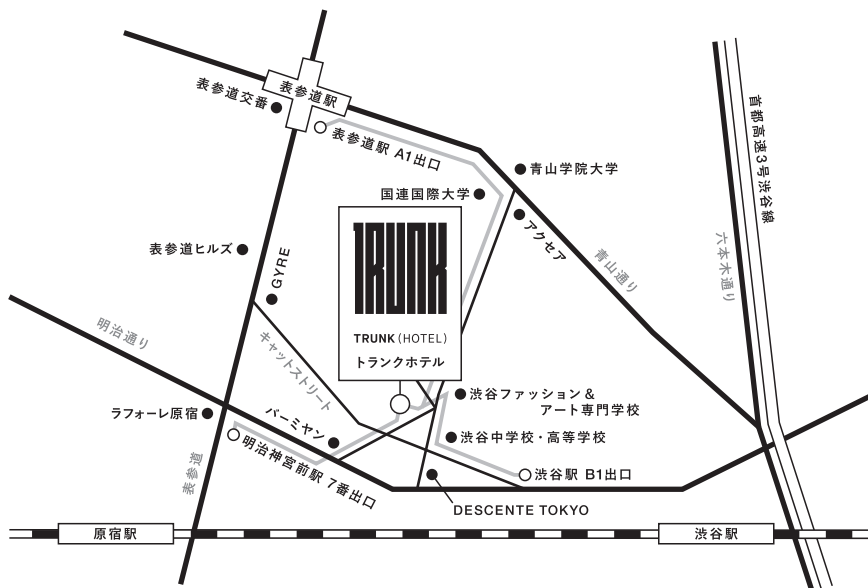 表参道駅
表参道交番
表参道駅 A1出口
首都高速3号渋谷線
青山学院大学
国連国際大学
アクセア
表参道ヒルズ
GYRE
青山通り
六本木通り
TRUNK
TRUNK (HOTEL)
トランクホテル
明治通り
キャットストリート
渋谷ファッション＆
アート専門学校
ラフォーレ原宿
バーミヤン
渋谷中学校・高等学校
明治神宮前駅 7番出口
渋谷駅 B1出口
表参道
DESCENTE TOKYO
原宿駅
渋谷駅